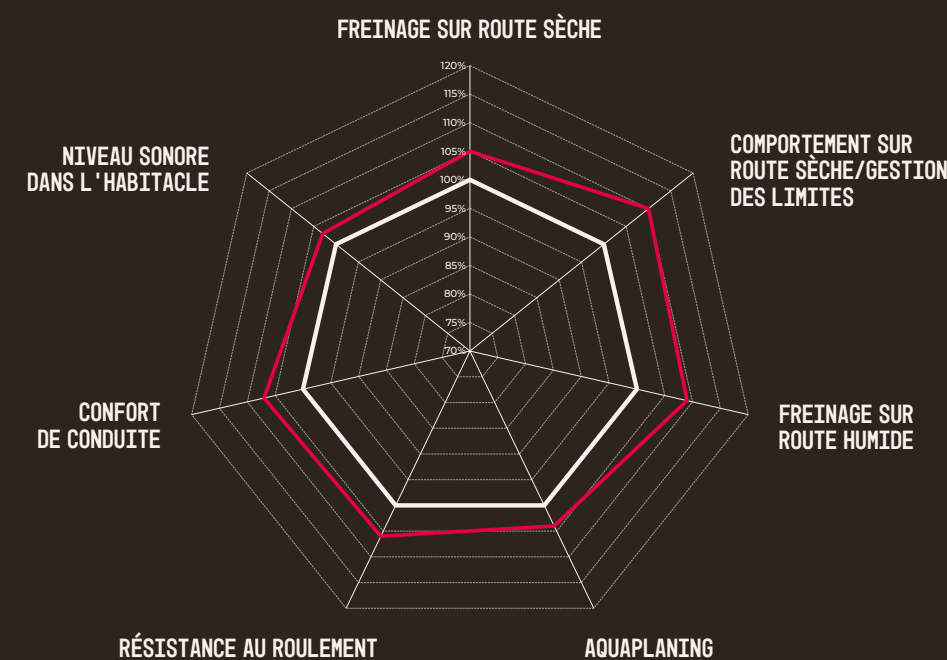 FREINAGE SUR ROUTE SÈCHE
120%
115%
110%
105%
100%
95%
90%
85%
80%
75%
70%
COMPORTEMENT SUR
ROUTE SÈCHE/GESTION
DES LIMITES
NIVEAU SONORE
DANS L'HABITACLE
CONFORT
DE CONDUITE
FREINAGE SUR
ROUTE HUMIDE
RÉSISTANCE AU ROULEMENT
AQUAPLANING